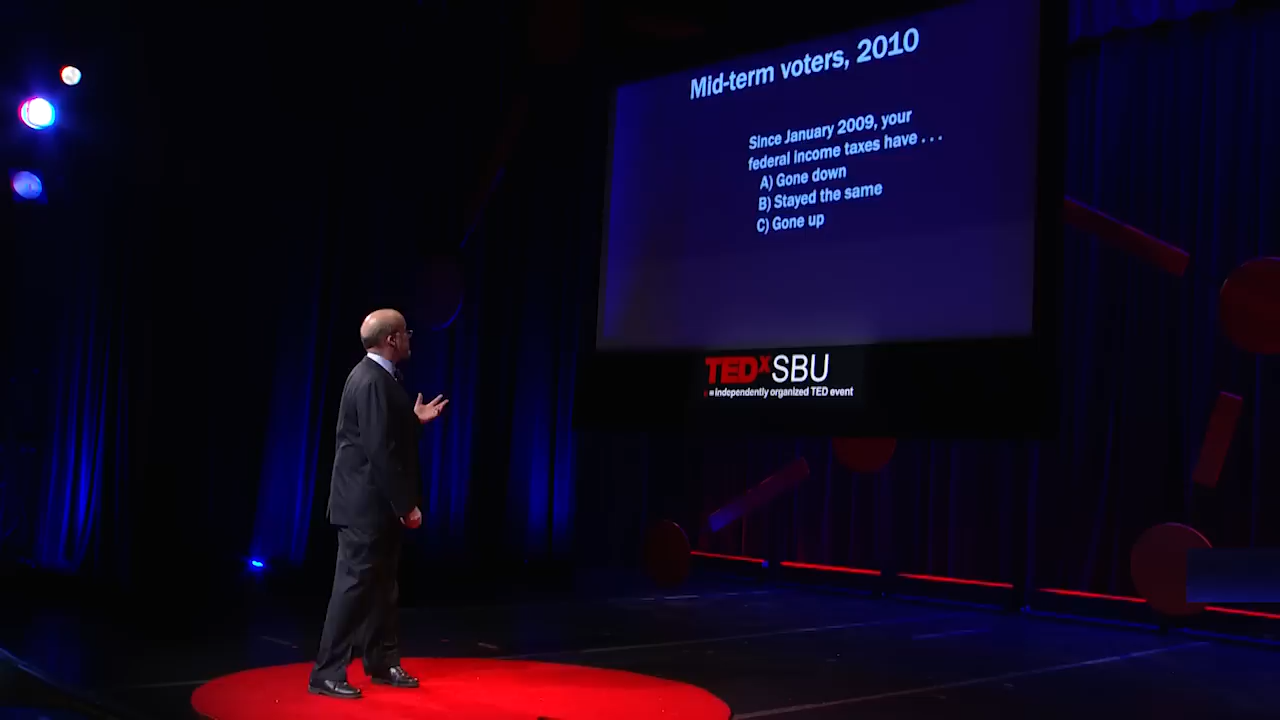 Mid-term voters, 2010
Since January 2009, your
federal income taxes have . . .
A) Gone down
B) Stayed the same
C) Gone up
TEDxSBU
x = independently organized TED event